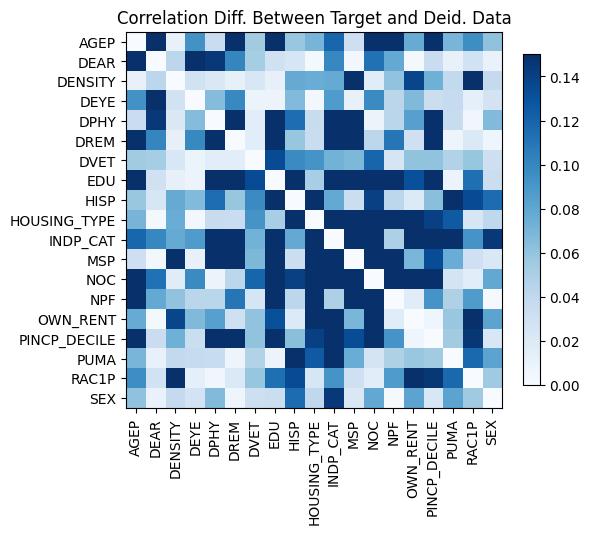 Correlation Diff. Between Target and Deid. Data
AGEP
DEAR
DENSITY
DEYE
DPHY
DREM
DVET
EDU
HISP
HOUSING_TYPE
INDP_CAT
MSP
NOC
NPF
OWN_RENT
PINCP_DECILE
PUMA
RAC1P
SEX
AGEP
DEAR
DENSITY
DEYE
DPHY
DREM
DVET
EDU
HISP
HOUSING_TYPE
INDP_CAT
MSP
NOC
NPF
OWN_RENT
PINCP_DECILE
PUMA
RAC1P
SEX
0.14
0.12
0.10
0.08
0.06
0.04
0.02
0.00